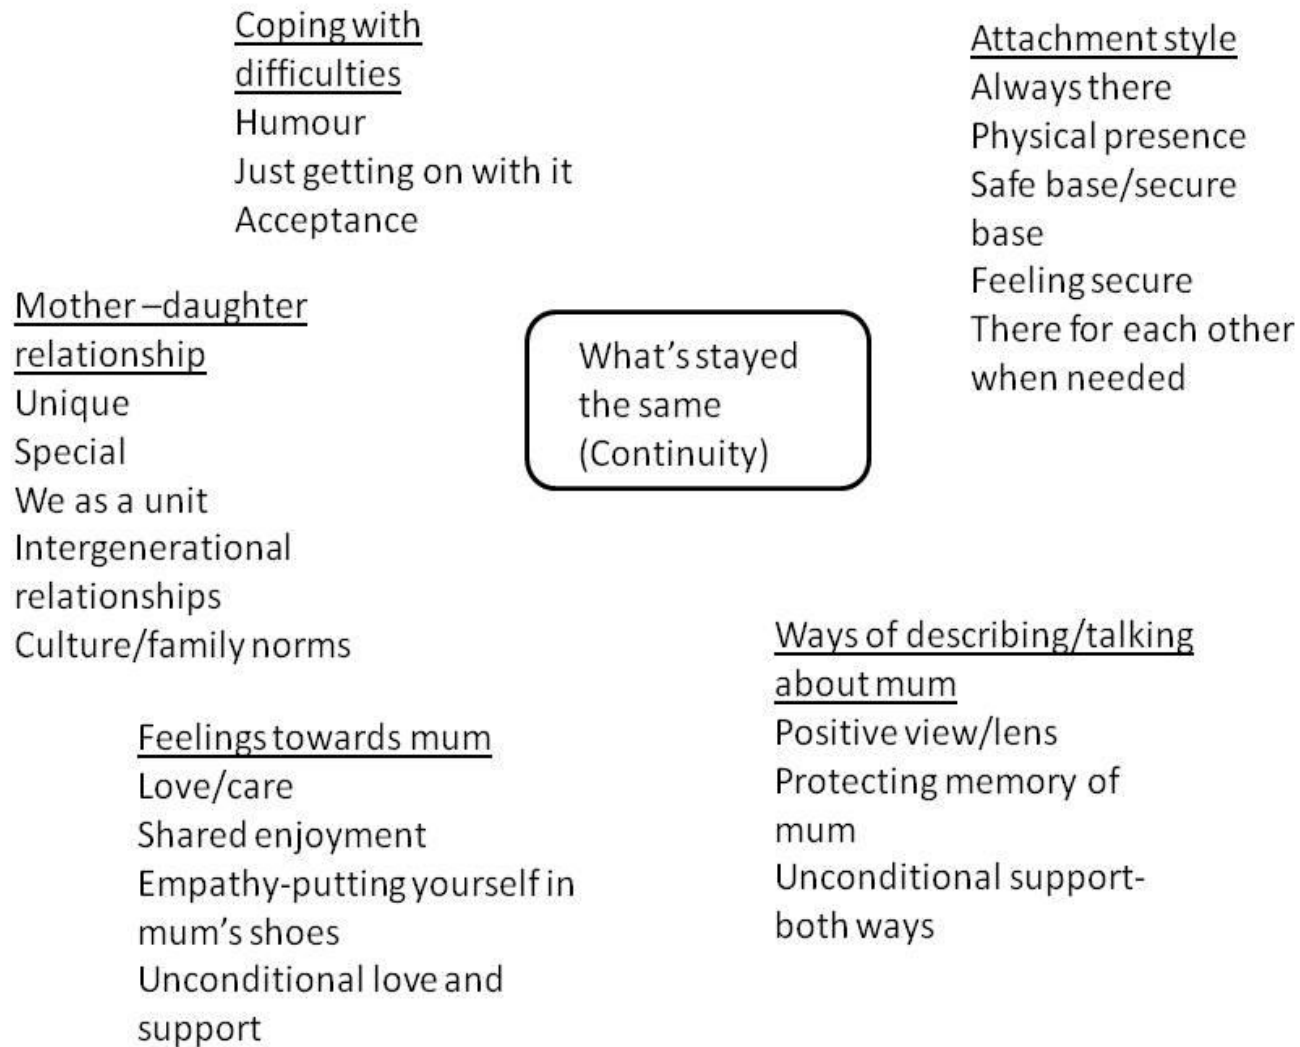 Coping with
difficulties
Humour
Just getting on with it
Acceptance
Attachment style
Always there
Physical presence
Safe base/secure
base
Feeling secure
There for each other
when needed
Mother –daughter
relationship
Unique
Special
We as a unit
Intergenerational
relationships
Culture/family norms
What’s stayed
the same
(Continuity)
Ways of describing/talking
about mum
Positive view/lens
Protecting memory of
mum
Unconditional support-
both ways
Feelings towards mum
Love/care
Shared enjoyment
Empathy-putting yourself in
mum’s shoes
Unconditional love and
support